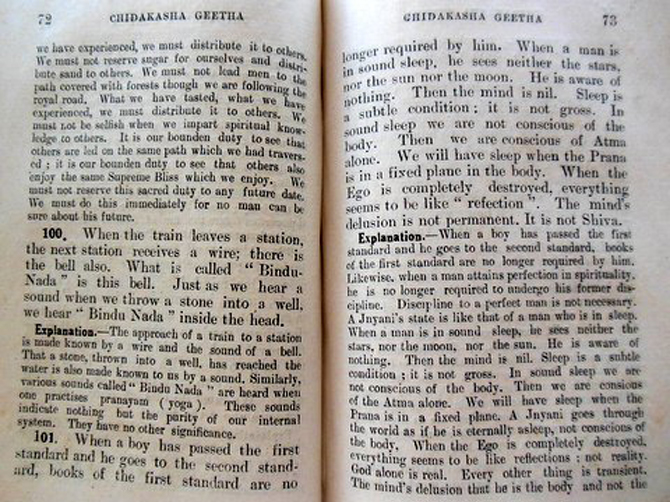 72 CHIDAKASHA GEETHA
we have experienced, we must distribute it to others.
We must not reserve sugar for ourselves and distri-
bute sand to others. We must not lead men to the
path covered with forests though we are following the
royal road. What we have tasted, what we have
experienced, we must distribute it to others. We
must not be selfish when we impart spiritual know-
ledge to others. It is our bounden duty to see that
others are led on the same path which we had travers-
ed ; it is our bounden duty to see that others also
enjoy the same Supreme Bliss which we enjoy. We
must not reserve this sacred duty to any future date.
We must do this immediately for no man can be
sure about his future.
100. When the train leaves a station,
the next station receives a wire; there is
the bell also. What is called " Bindu-
Nada " is this bell. Just as we hear a
sound when we throw a stone into a well,
we hear " Bindu Nada " inside the head.
Explanation.—The approach of a train to a station
is made known by a wire and the sound of a bell.
That a stone, thrown into a well, has reached the
water is also made known to us by a sound. Similarly,
various sounds called " Bindu Nada " are heard when
one practises pranayam ( yoga ). These sounds
indicate nothing but the purity of our internal
system. They have no other significance.
101. When a boy has passed the first
standard and he goes to the second stand-
ard, books of the first standard are no
CHIDAKASHA GEETHA 73
longer required by him. When a man is
in sound sleep, he sees neither the stars,
nor the sun nor the moon. He is aware of
nothing. Then the mind is nil. Sleep is
a subtle condition ; it is not gross. In
sound sleep we are not conscious of the
body. Then we are conscious of Atma
alone. We will have sleep when the Prana
is in a fixed plane in the body. When the
Ego is completely destroyed, everything
seems to be like " refection ". The mind's
delusion is not permanent. It is not Shiva.
Explanation.—When a boy has passed the first
standard and he goes to the second standard, books
of the first standard are no longer required by him.
Likewise, when a man attains perfection in spirituality,
he is no longer required to undergo his former dis-
cipline. Discipline to a perfect man is not necessary.
A Jnyani's state is like that of a man who is in sleep.
When a man is in sound sleep, he sees neither the
stars, nor the moon, nor the sun. He is aware of
nothing. Then the mind is nil. Sleep is a subtle
condition ; it is not gross. In sound sleep we are
not conscious of the body. Then we are consious
of the Atma alone. We will have sleep when the
Prana is in a fixed plane. A Jnyani goes through
the world as if he is eternally asleep, not conscious of
the body. When the Ego is completely destroyed,
everything seems to be like reflections ; not reality.
God alone is real. Every other thing is transient.
The mind's delusion that he is the body and not the